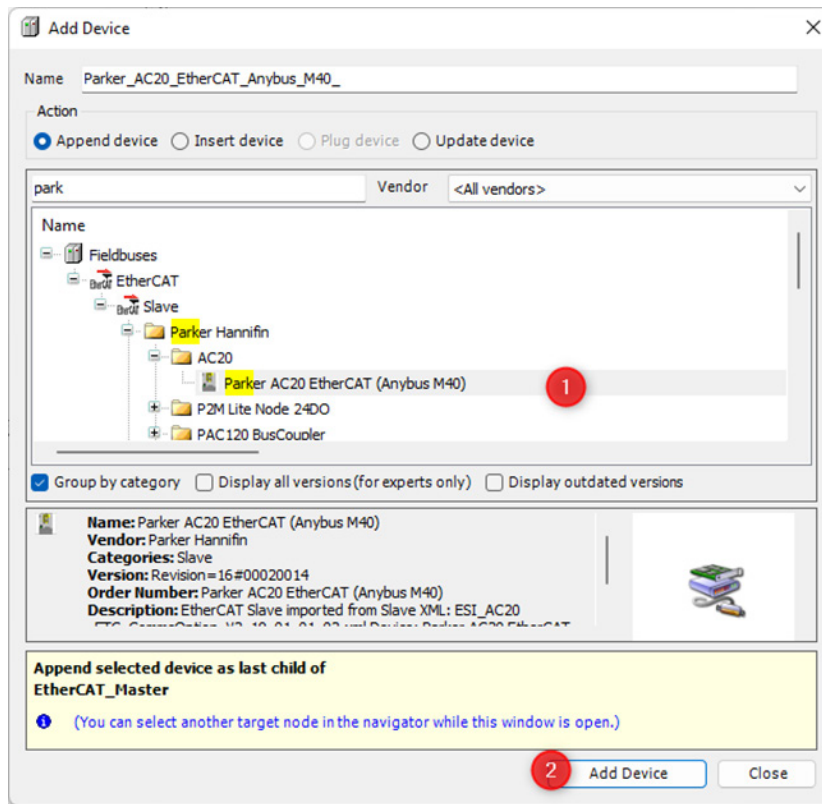 Add Device
Name Parker_AC20_EtherCAT_Anybus_M40_
Action
Append device Insert device Plug device Update device
park Vendor <All vendors>
Name
Fieldbuses
EtherCAT
Slave
Parker Hannifin
AC20
Parker AC20 EtherCAT (Anybus M40)
1
P2M Lite Node 24DO
PAC120 BusCoupler
Group by category Display all versions (for experts only) Display outdated versions
Name: Parker AC20 EtherCAT (Anybus M40)
Vendor: Parker Hannifin
Categories: Slave
Version: Revision=16#00020014
Order Number: Parker AC20 EtherCAT (Anybus M40)
Description: EtherCAT Slave imported from Slave XML: ESI_AC20
Append selected device as last child of
EtherCAT_Master
(You can select another target node in the navigator while this window is open.)
2 Add Device Close